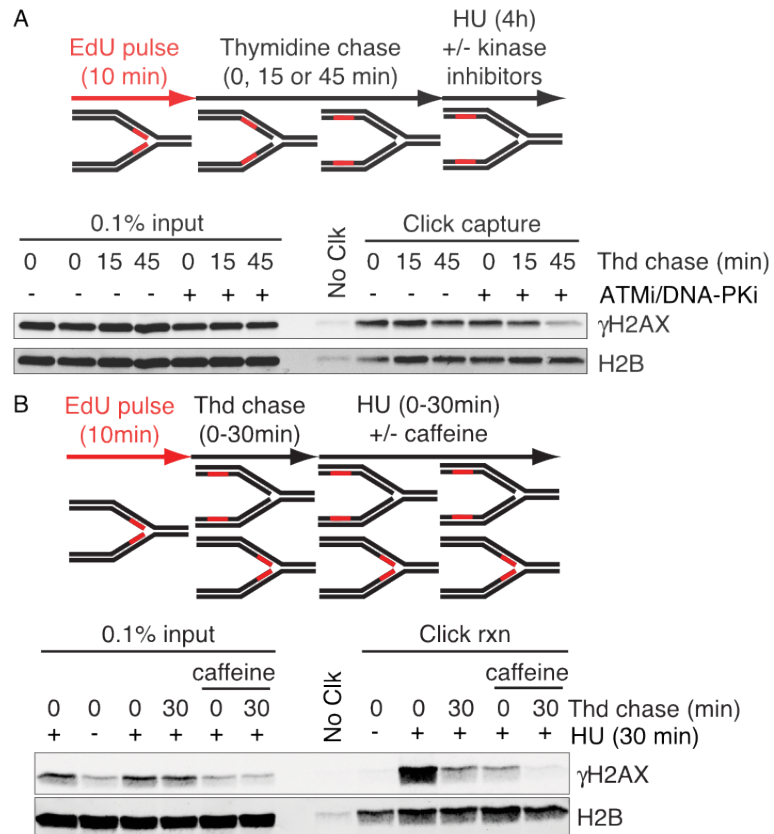 A
EdU pulse
(10 min)
Thymidine chase
(0, 15 or 45 min)
HU (4h)
+/- kinase
inhibitors
0.1% input
No Clk
Click capture
0 0 15 45 0 15 45 0 15 45 0 15 45 Thd chase (min)
- - - - + + + - - - + + + ATMi/DNA-PKi
γH2AX
H2B
B
EdU pulse
(10min)
Thd chase
(0-30min)
HU (0-30min)
+/- caffeine
0.1% input
No Clk
Click rxn
caffeine caffeine
0 0 0 30 0 30 0 0 30 0 30 Thd chase (min)
+ - + + + + - + + + + HU (30 min)
γH2AX
H2B